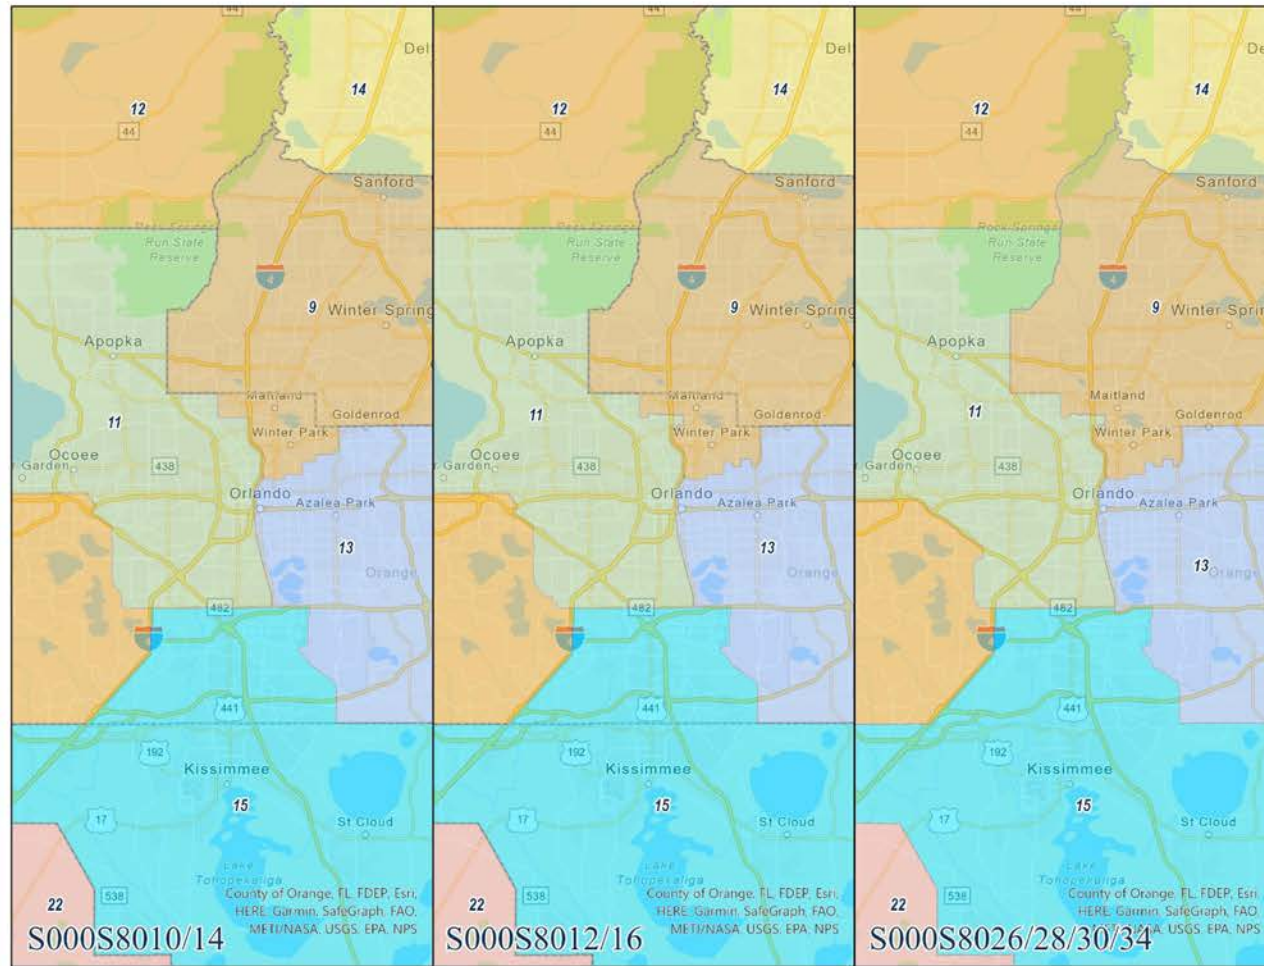 44
Del
12
14
44
Sanford
Run State
Reserve
4
9
Winter Spring
Apopka
Maitland
11
Goldenrod
Winter Park
Ocoee
r Garden
438
Orlando
Azalea Park
13
Orange
482
4
441
192
Kissimmee
15
17
St Cloud
Lake
Tohopekaliga
538
22
County of Orange, FL, FDEP, Esri,
HERE, Garmin, SafeGraph, FAO,
METI/NASA, USGS, EPA, NPS
S000S8010/14
44
Delt
12
14
44
Sanford
Run State
Reserve
4
9
Winter Spring
Apopka
Maitland
11
Goldenrod
Winter Park
Ocoee
r Garden
438
Orlando
Azalea Park
13
Orange
482
4
441
192
Kissimmee
15
17
St Cloud
Lake
Tohopekaliga
538
22
County of Orange, FL, FDEP, Esri,
HERE, Garmin, SafeGraph, FAO,
METI/NASA, USGS, EPA, NPS
S000S8012/16
44
De
12
14
44
Sanford
Rock Springs
Run State
Reserve
4
9
Winter Spring
Apopka
Maitland
11
Goldenrod
Winter Park
Ocoee
r Garden
438
Orlando
Azalea Park
13
Orange
482
4
441
192
Kissimmee
15
17
St Cloud
Lake
Tohopekaliga
538
22
County of Orange, FL, FDEP, Esri,
HERE, Garmin, SafeGraph, FAO,
METI/NASA, USGS, EPA, NPS
S000S8026/28/30/34